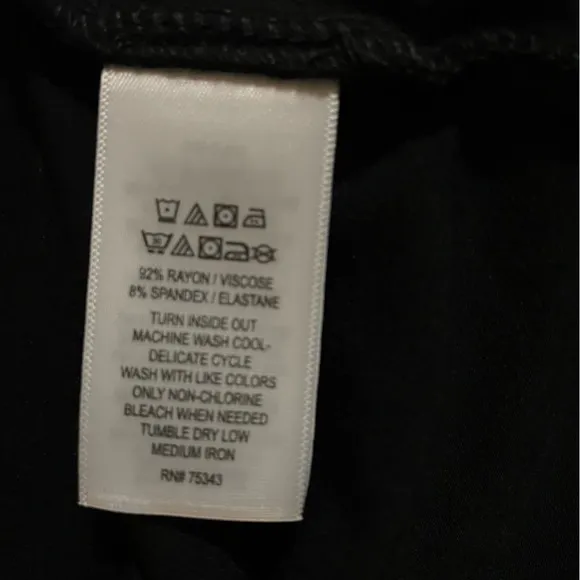 92% RAYON / VISCOSE
8% SPANDEX / ELASTANE
TURN INSIDE OUT
MACHINE WASH COOL-
DELICATE CYCLE
WASH WITH LIKE COLORS
ONLY NON-CHLORINE
BLEACH WHEN NEEDED
TUMBLE DRY LOW
MEDIUM IRON
RN# 75343